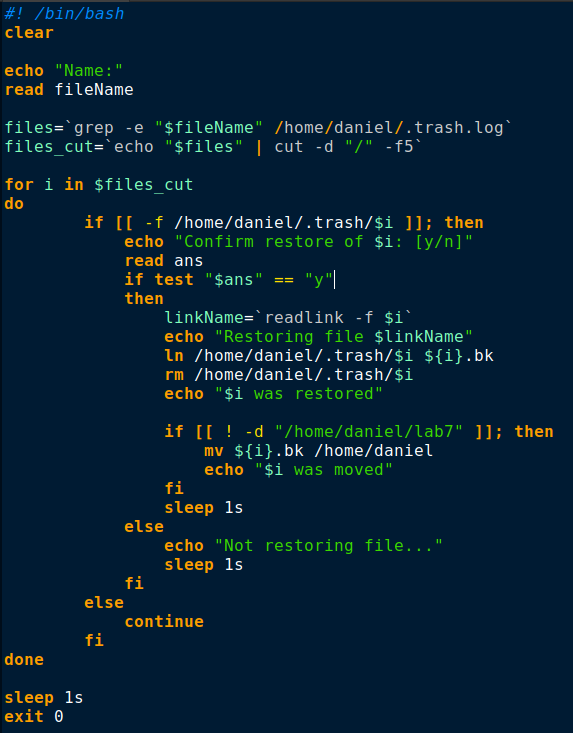 #! /bin/bash
clear

echo "Name:"
read fileName

files=`grep -e "$fileName" /home/daniel/.trash.log`
files_cut=`echo "$files" | cut -d "/" -f5`

for i in $files_cut
do
        if [[ -f /home/daniel/.trash/$i ]]; then
            echo "Confirm restore of $i: [y/n]"
            read ans
            if test "$ans" == "y"
            then
                linkName=`readlink -f $i`
                echo "Restoring file $linkName"
                ln /home/daniel/.trash/$i ${i}.bk
                rm /home/daniel/.trash/$i
                echo "$i was restored"

                if [[ ! -d "/home/daniel/lab7" ]]; then
                    mv ${i}.bk /home/daniel
                    echo "$i was moved"
                fi
                sleep 1s
            else
                echo "Not restoring file..."
                sleep 1s
            fi
        else
            continue
        fi
done

sleep 1s
exit 0